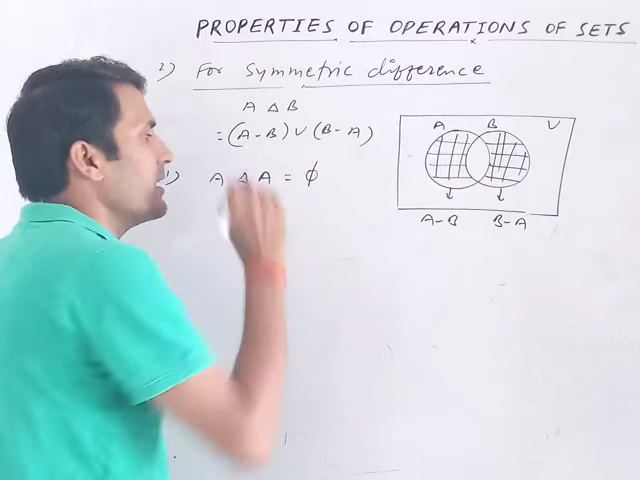 PROPERTIES OF OPERATIONS OF SETS
2) For symmetric difference
A Δ B
= (A-B) ∪ (B-A)
1) A Δ A = ϕ
A B U
A-B B-A